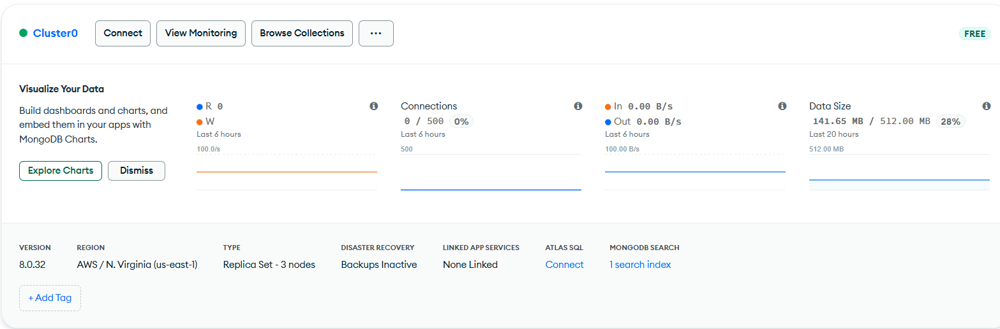 Cluster0 Connect View Monitoring Browse Collections ... FREE
Visualize Your Data
Build dashboards and charts, and
embed them in your apps with
MongoDB Charts.
Explore Charts Dismiss
R 0
W
Last 6 hours
100.0/s
Connections
0 / 500 0%
Last 6 hours
500
In 0.00 B/s
Out 0.00 B/s
Last 6 hours
100.00 B/s
Data Size
141.65 MB / 512.00 MB 28%
Last 20 hours
512.00 MB
VERSION REGION TYPE DISASTER RECOVERY LINKED APP SERVICES ATLAS SQL MONGODB SEARCH
8.0.32 AWS / N. Virginia (us-east-1) Replica Set - 3 nodes Backups Inactive None Linked Connect 1 search index
+ Add Tag